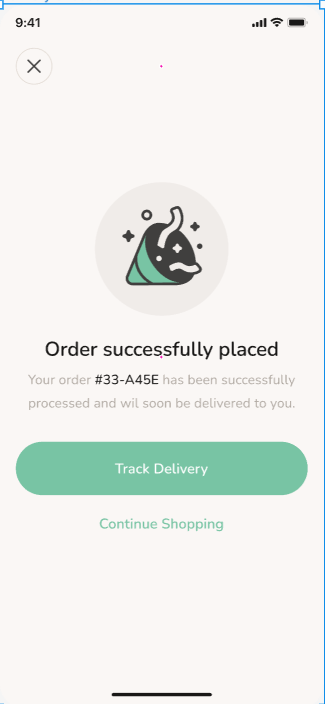 9:41
Order successfully placed
Your order #33-A45E has been successfully
processed and wil soon be delivered to you.
Track Delivery
Continue Shopping